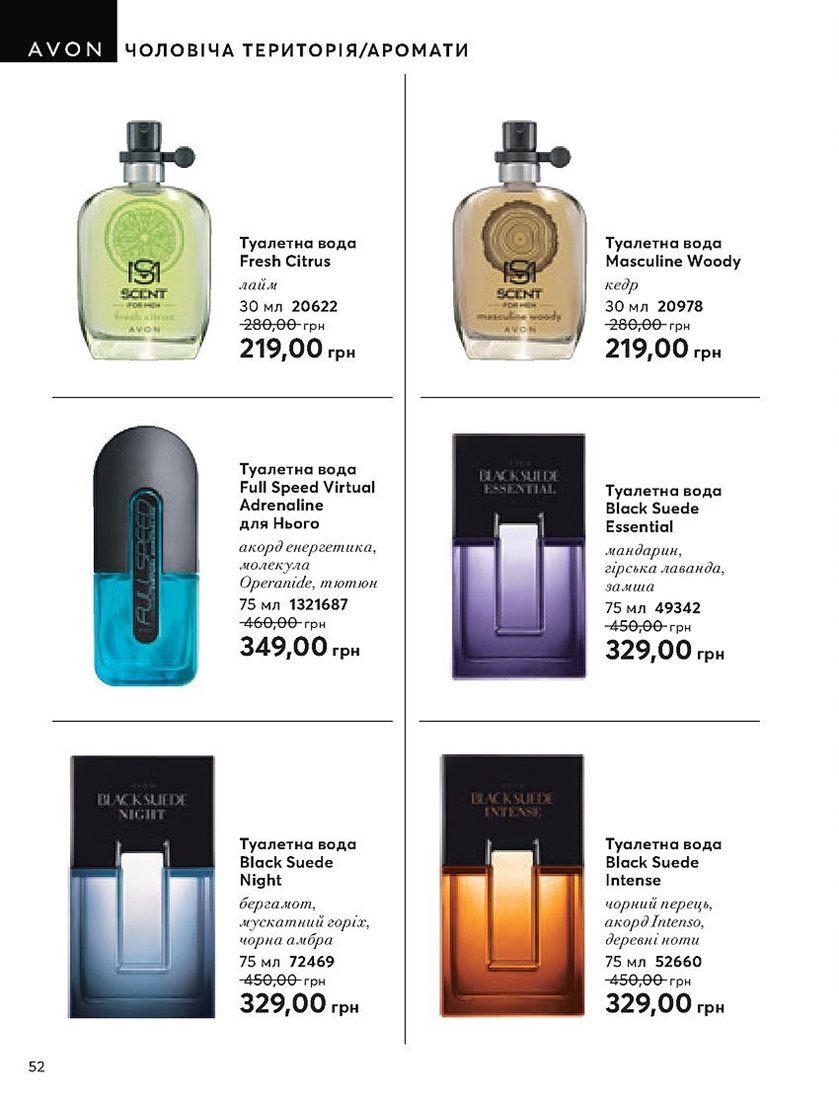 AVON ЧОЛОВІЧА ТЕРИТОРІЯ/АРОМАТИ
SCENT
FOR MEN
fresh citrus
AVON
Туалетна вода
Fresh Citrus
лайм
30 мл 20622
280,00 грн
219,00 грн
SCENT
FOR MEN
masculine woody
AVON
Туалетна вода
Masculine Woody
кедр
30 мл 20978
280,00 грн
219,00 грн
FULL SPEED
Туалетна вода
Full Speed Virtual
Adrenaline
для Нього
акорд енергетика,
молекула
Operanide, тютюн
75 мл 1321687
460,00 грн
349,00 грн
AVON
BLACK SUEDE
ESSENTIAL
Туалетна вода
Black Suede
Essential
мандарин,
гірська лаванда,
замша
75 мл 49342
450,00 грн
329,00 грн
AVON
BLACK SUEDE
NIGHT
Туалетна вода
Black Suede
Night
бергамот,
мускатний горіх,
чорна амбра
75 мл 72469
450,00 грн
329,00 грн
AVON
BLACK SUEDE
INTENSE
Туалетна вода
Black Suede
Intense
чорний перець,
акорд Intenso,
деревні ноти
75 мл 52660
450,00 грн
329,00 грн
52